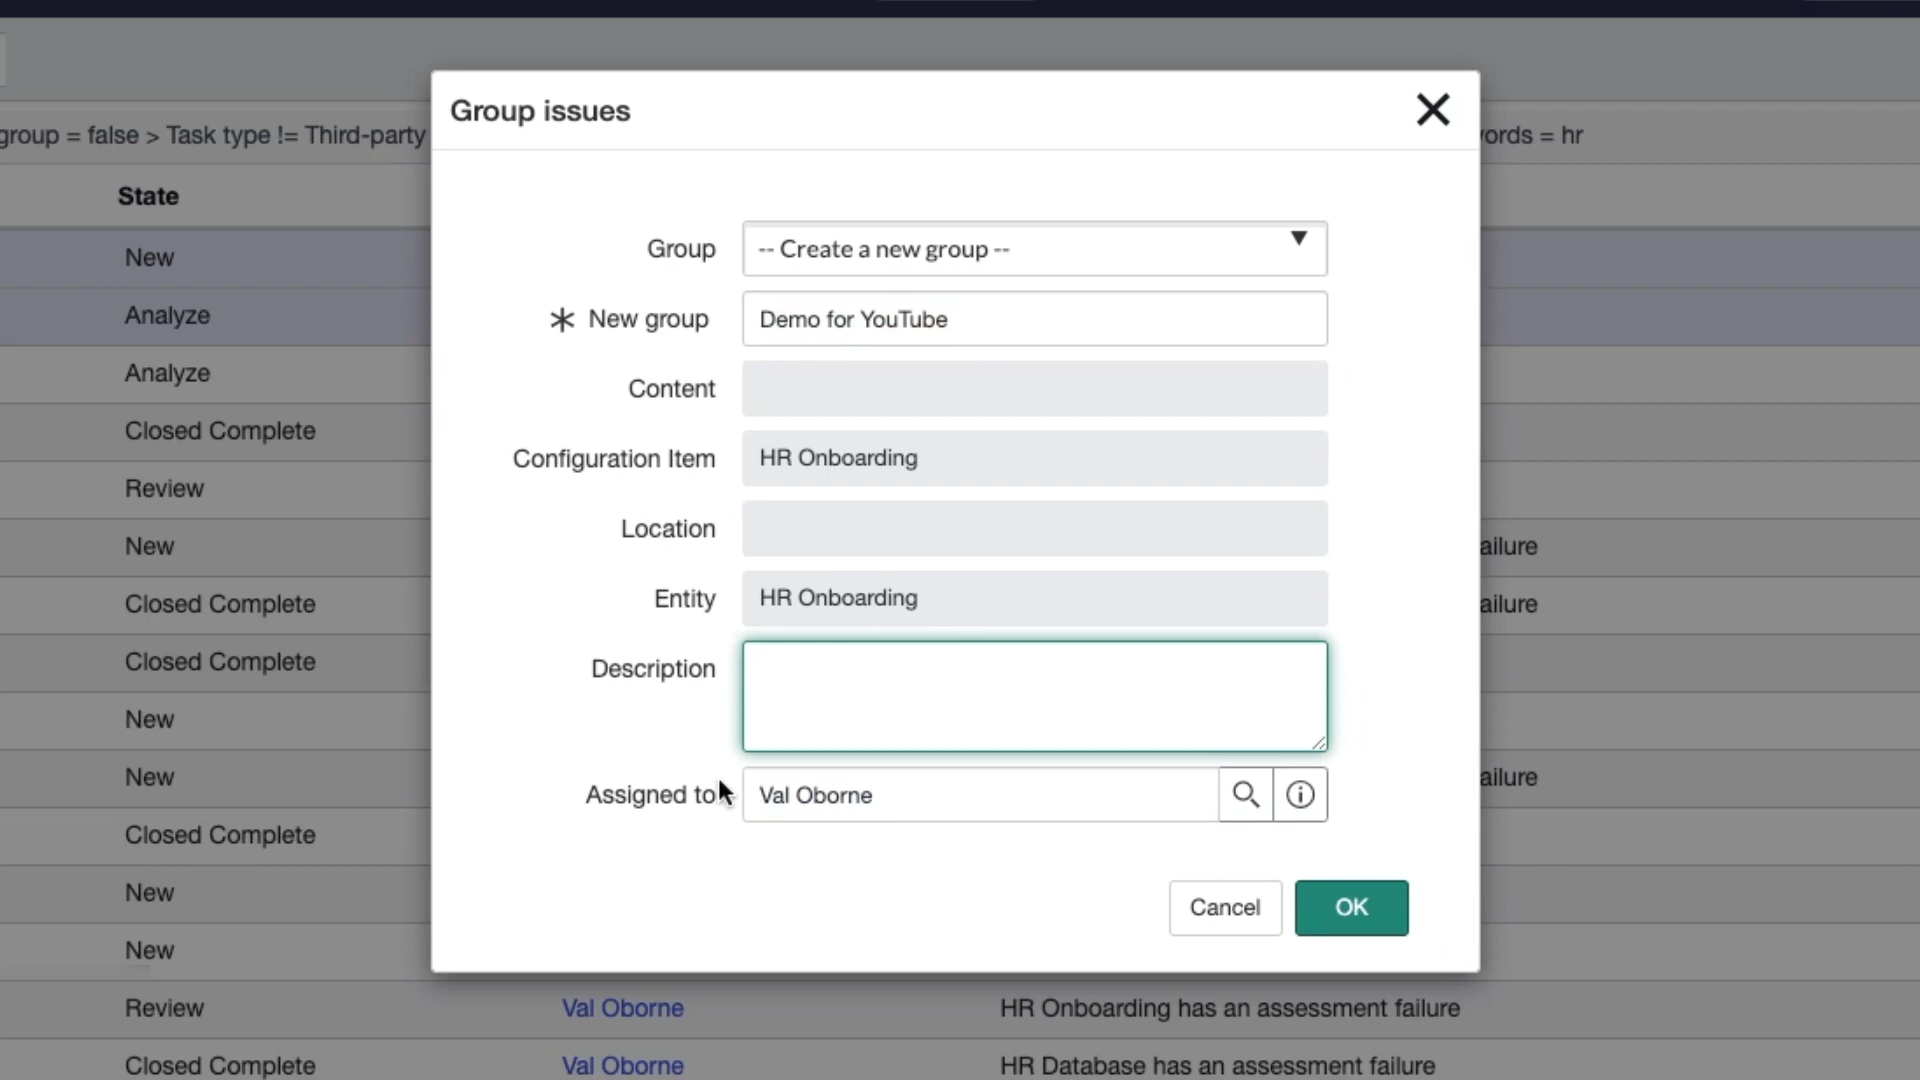 Group issues
group = false > Task type != Third-party
ords = hr
State
New
Analyze
Analyze
Closed Complete
Review
New
ailure
Closed Complete
ailure
Closed Complete
New
New
ailure
Closed Complete
New
New
Review Val Oborne HR Onboarding has an assessment failure
Closed Complete Val Oborne HR Database has an assessment failure
Group -- Create a new group --
New group Demo for YouTube
Content
Configuration Item HR Onboarding
Location
Entity HR Onboarding
Description
Assigned to Val Oborne
Cancel OK